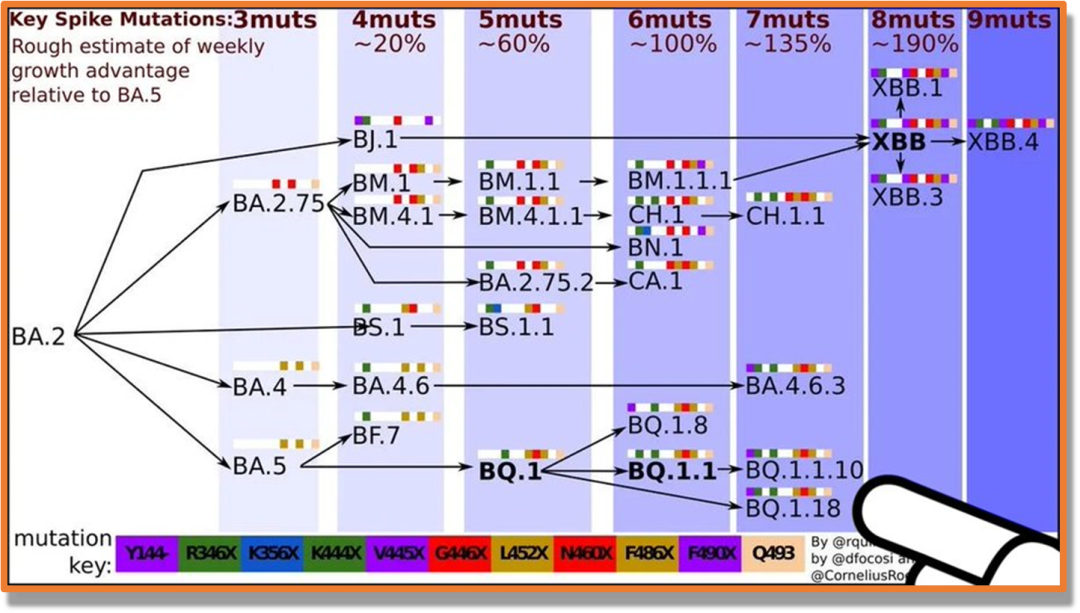 Key Spike Mutations: 3muts 4muts 5muts 6muts 7muts 8muts 9muts
Rough estimate of weekly ~20% ~60% ~100% ~135% ~190%
growth advantage
relative to BA.5
XBB.1
BJ.1 XBB XBB.4
BM.1 BM.1.1 BM.1.1.1
XBB.3
BA.2.75
BM.4.1 BM.4.1.1 CH.1 CH.1.1
BN.1
BA.2.75.2 CA.1
BA.2 BS.1 BS.1.1
BA.4 BA.4.6 BA.4.6.3
BF.7 BQ.1.8
BA.5 BQ.1 BQ.1.1 BQ.1.1.10
BQ.1.18
mutation
key:
Y144- R346X K356X K444X V445X G446X L452X N460X F486X F490X Q493
By
by @dfocosi